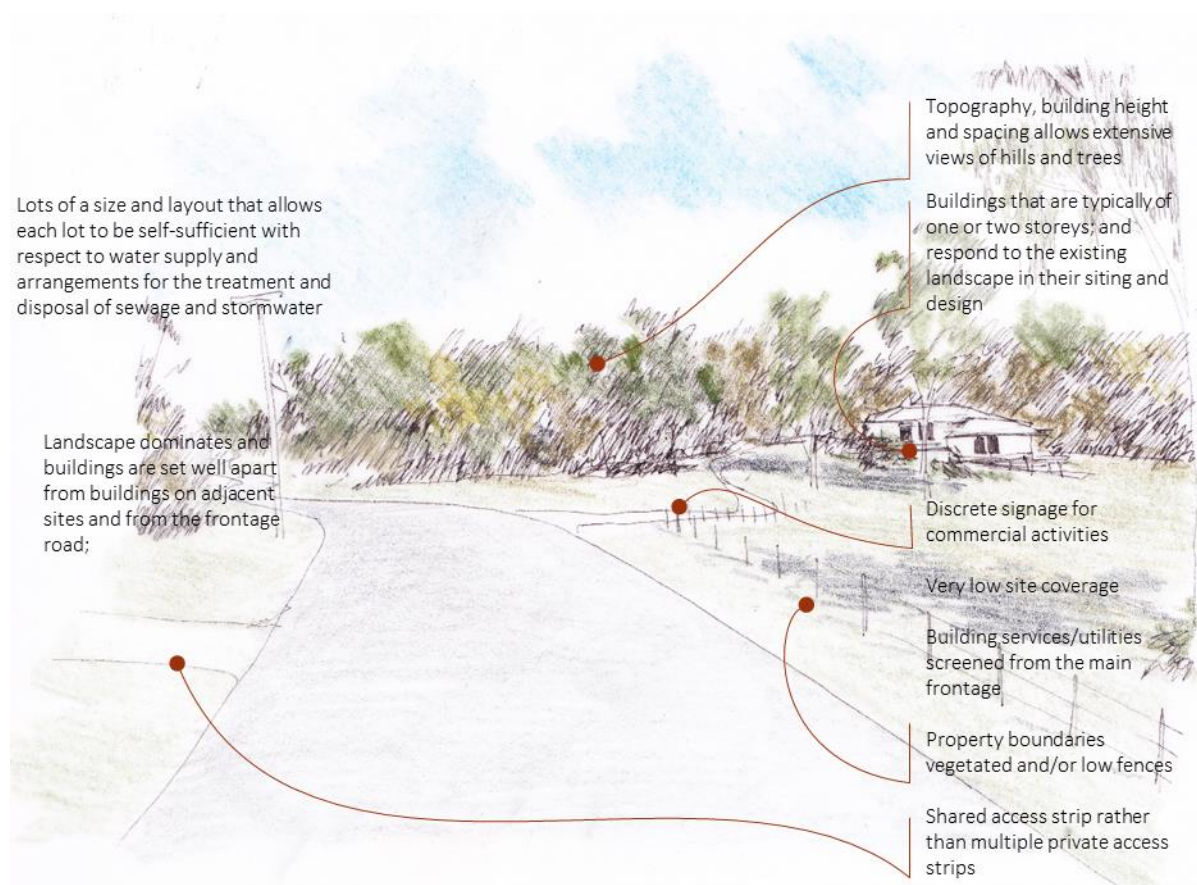 Lots of a size and layout that allows
each lot to be self-sufficient with
respect to water supply and
arrangements for the treatment and
disposal of sewage and stormwater
Landscape dominates and
buildings are set well apart
from buildings on adjacent
sites and from the frontage
road;
Topography, building height
and spacing allows extensive
views of hills and trees
Buildings that are typically of
one or two storeys; and
respond to the existing
landscape in their siting and
design
Discrete signage for
commercial activities
Very low site coverage
Building services/utilities
screened from the main
frontage
Property boundaries
vegetated and/or low fences
Shared access strip rather
than multiple private access
strips